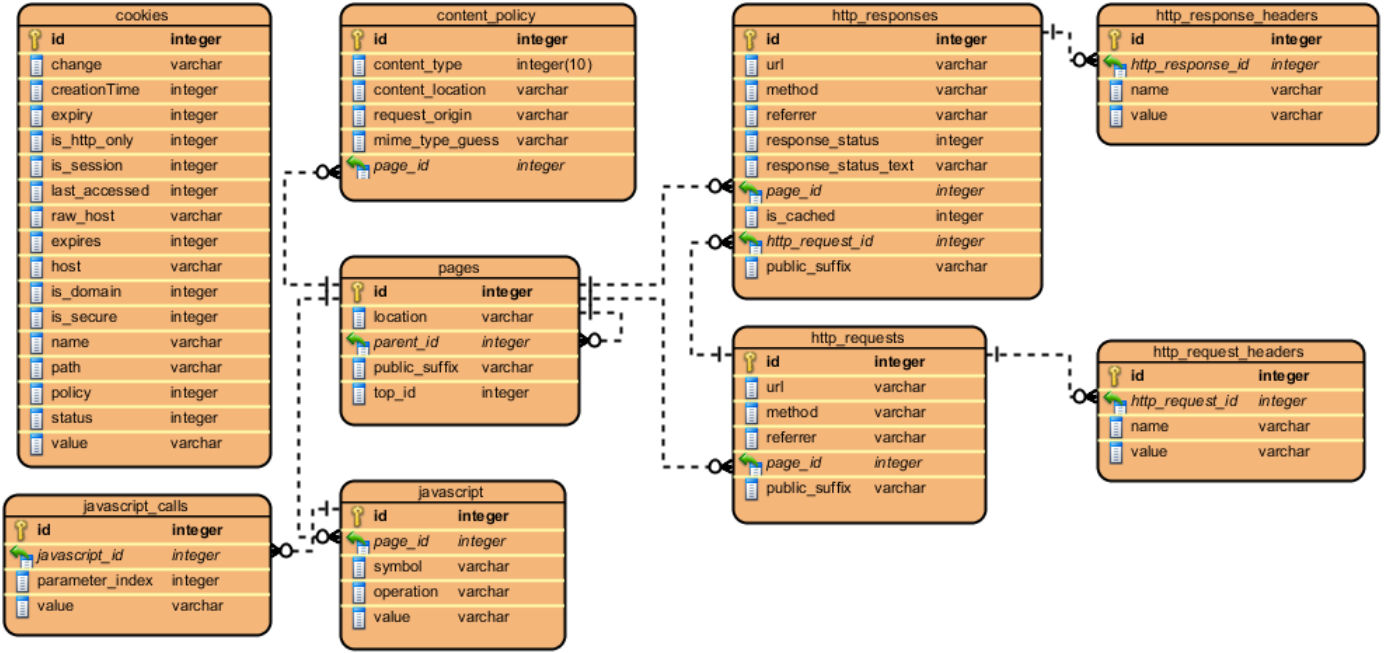 cookies
id integer
change varchar
creationTime integer
expiry integer
is_http_only integer
is_session integer
last_accessed integer
raw_host varchar
expires integer
host varchar
is_domain integer
is_secure integer
name varchar
path varchar
policy integer
status integer
value varchar
content_policy
id integer
content_type integer(10)
content_location varchar
request_origin varchar
mime_type_guess varchar
page_id integer
http_responses
id integer
url varchar
method varchar
referrer varchar
response_status integer
response_status_text varchar
page_id integer
is_cached integer
http_request_id integer
public_suffix varchar
http_response_headers
id integer
http_response_id integer
name varchar
value varchar
pages
id integer
location varchar
parent_id integer
public_suffix varchar
top_id integer
http_requests
id integer
url varchar
method varchar
referrer varchar
page_id integer
public_suffix varchar
http_request_headers
id integer
http_request_id integer
name varchar
value varchar
javascript_calls
id integer
javascript_id integer
parameter_index integer
value varchar
javascript
id integer
page_id integer
symbol varchar
operation varchar
value varchar